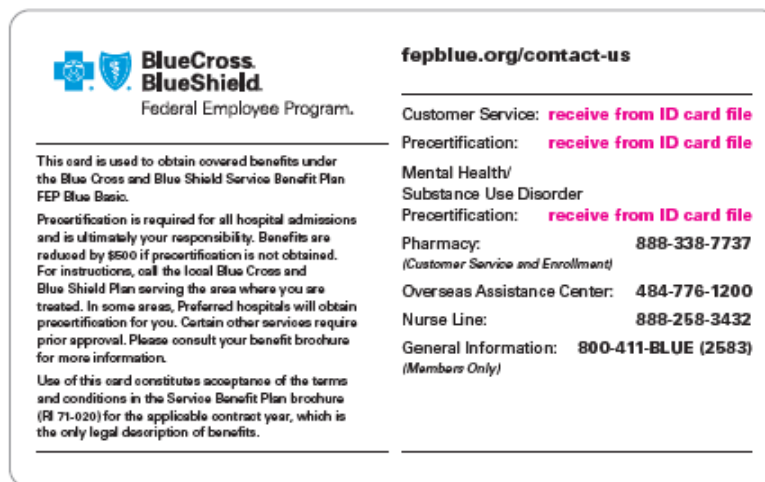 BlueCross.
BlueShield.
Federal Employee Program.
This card is used to obtain covered benefits under
the Blue Cross and Blue Shield Service Benefit Plan
FEP Blue Basic.
Precertification is required for all hospital admissions
and is ultimately your responsibility. Benefits are
reduced by $500 if precertification is not obtained.
For instructions, call the local Blue Cross and
Blue Shield Plan serving the area where you are
treated. In some areas, Preferred hospitals will obtain
precertification for you. Certain other services require
prior approval. Please consult your benefit brochure
for more information.
Use of this card constitutes acceptance of the terms
and conditions in the Service Benefit Plan brochure
(RI 71-020) for the applicable contract year, which is
the only legal description of benefits.
fepblue.org/contact-us
Customer Service: receive from ID card file
Precertification: receive from ID card file
Mental Health/
Substance Use Disorder
Precertification: receive from ID card file
Pharmacy: 888-338-7737
(Customer Service and Enrollment)
Overseas Assistance Center: 484-776-1200
Nurse Line: 888-258-3432
General Information: 800-411-BLUE (2583)
(Members Only)